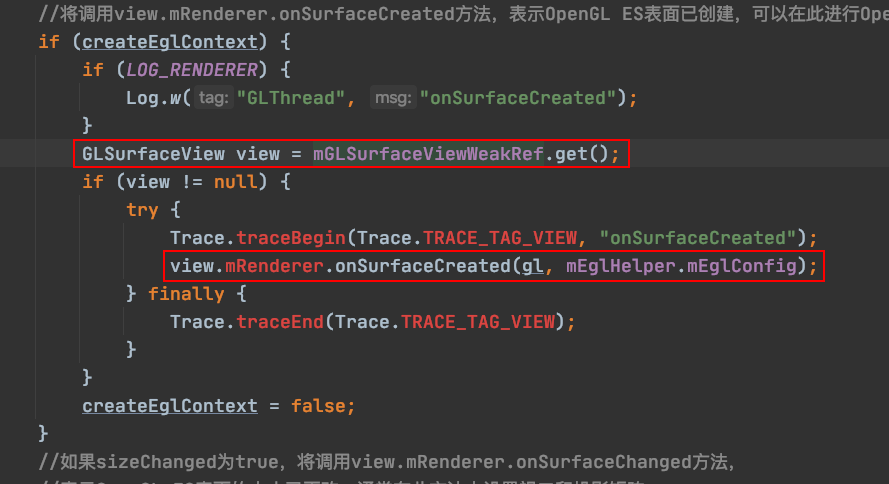 //将调用view.mRenderer.onSurfaceCreated方法，表示OpenGL ES表面已创建，可以在此进行Ope
if (createEglContext) {
if (LOG_RENDERER) {
Log.w( tag: "GLThread", msg: "onSurfaceCreated");
}
GLSurfaceView view = mGLSurfaceViewWeakRef.get();
if (view != null) {
try {
Trace.traceBegin(Trace.TRACE_TAG_VIEW, "onSurfaceCreated");
view.mRenderer.onSurfaceCreated(gl, mEglHelper.mEglConfig);
} finally {
Trace.traceEnd(Trace.TRACE_TAG_VIEW);
}
}
createEglContext = false;
}
//如果sizeChanged为true，将调用view.mRenderer.onSurfaceChanged方法，